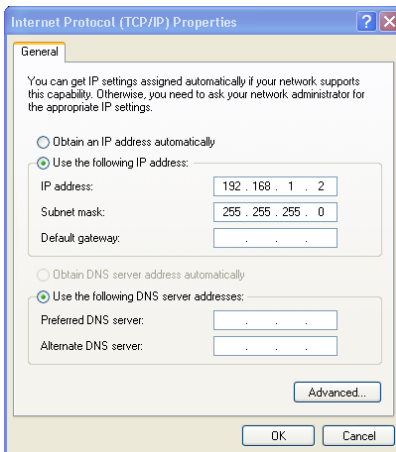 Internet Protocol (TCP/IP) Properties
General
You can get IP settings assigned automatically if your network supports
this capability. Otherwise, you need to ask your network administrator for
the appropriate IP settings.
Obtain an IP address automatically
Use the following IP address:
IP address: 192 . 168 . 1 . 2
Subnet mask: 255 . 255 . 255 . 0
Default gateway: . . .
Obtain DNS server address automatically
Use the following DNS server addresses:
Preferred DNS server: . . .
Alternate DNS server: . . .
Advanced...
OK Cancel